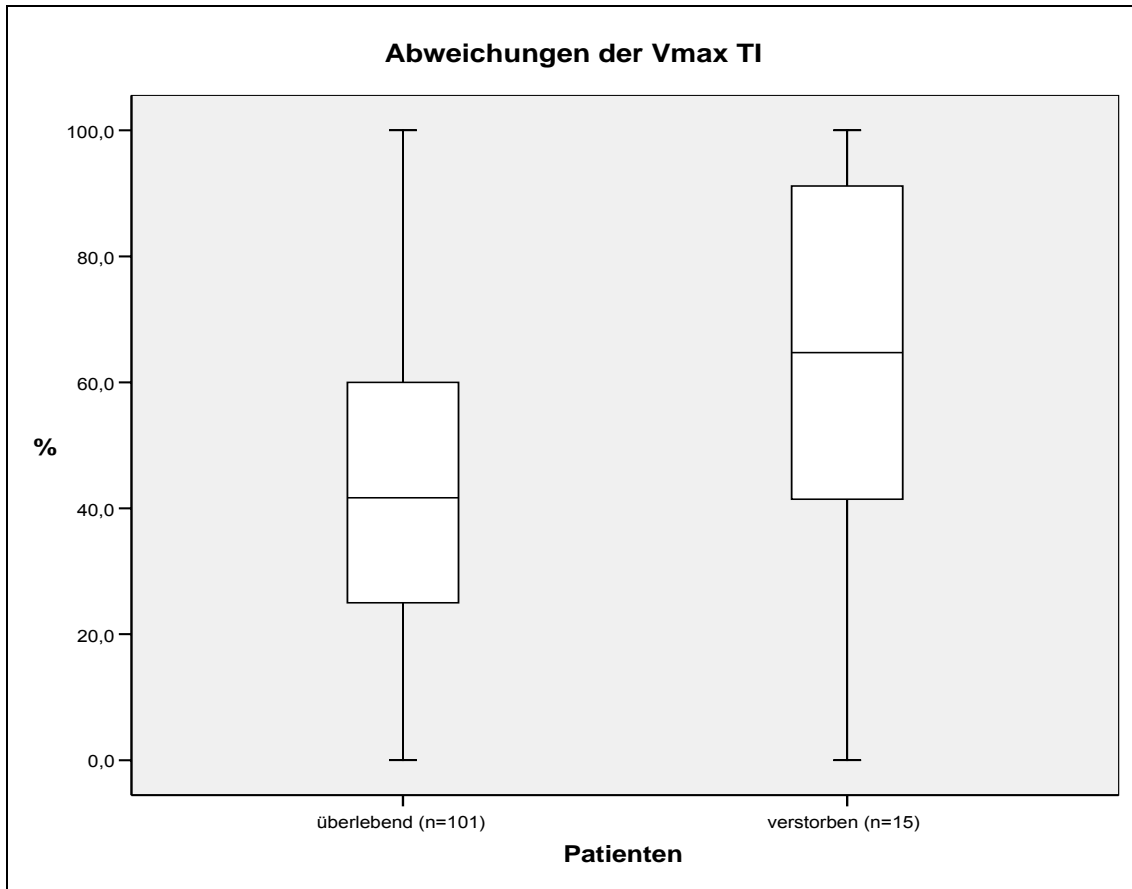 Abweichungen der Vmax TI
100,0
80,0
60,0
%
40,0
20,0
0,0
überlebend (n=101) verstorben (n=15)
Patienten